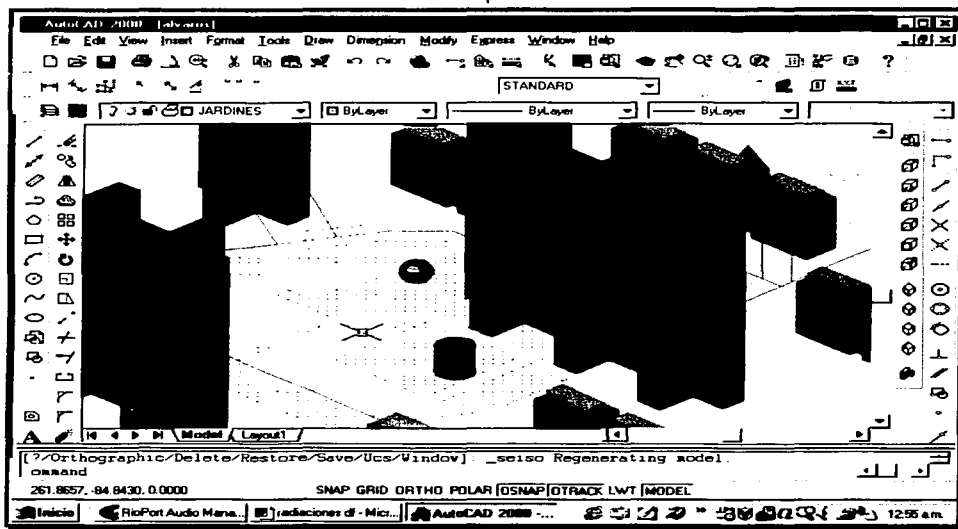 AutoCAD 2000 - [alvaros]
File Edit View Insert Format Tools Draw Dimension Modify Express Window Help
STANDARD
JARDINES ByLayer ByLayer ByLayer
Model Layout1
[?/Orthographic/Delete/Restore/Save/Ucs/Window]: _seiso Regenerating model.
ommand
261.8657, -84.8430, 0.0000 SNAP GRID ORTHO POLAR OSNAP OTRACK LWT MODEL
Inicio RioPort Audio Mana... radiaciones df - Micr... AutoCAD 2000 -... 12:55 a.m.